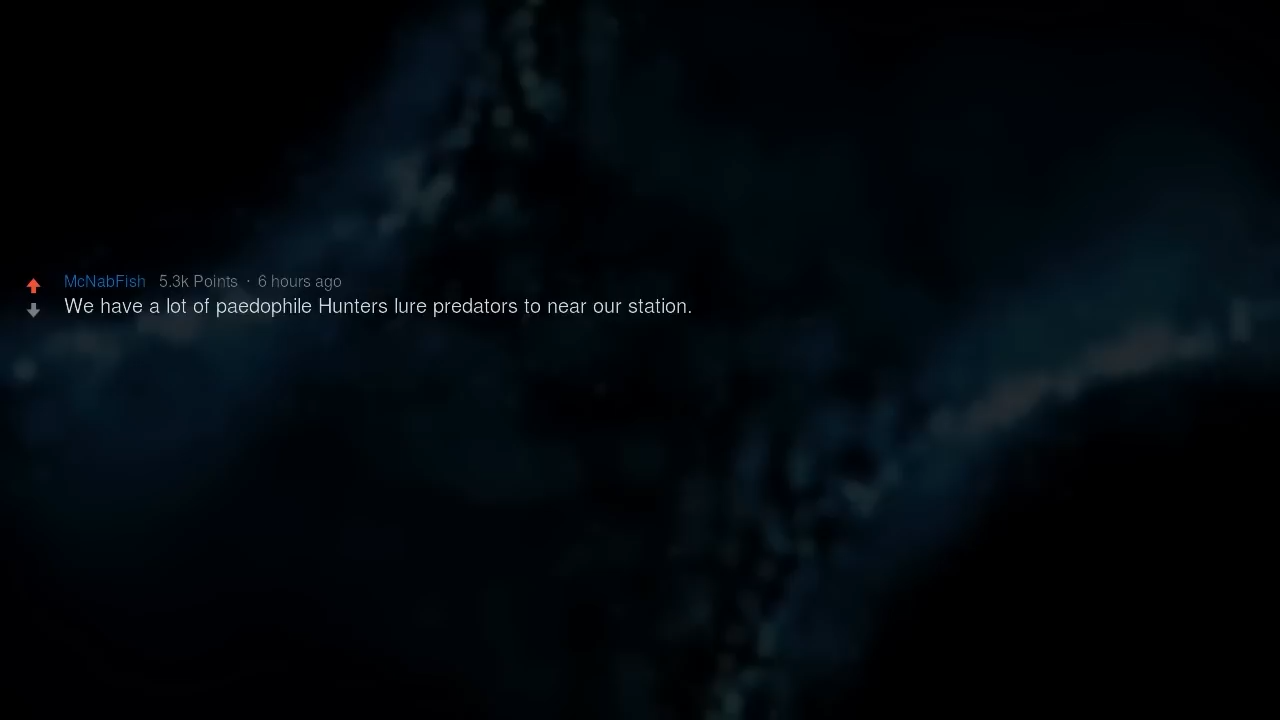 McNabFish 5.3k Points · 6 hours ago
We have a lot of paedophile Hunters lure predators to near our station.